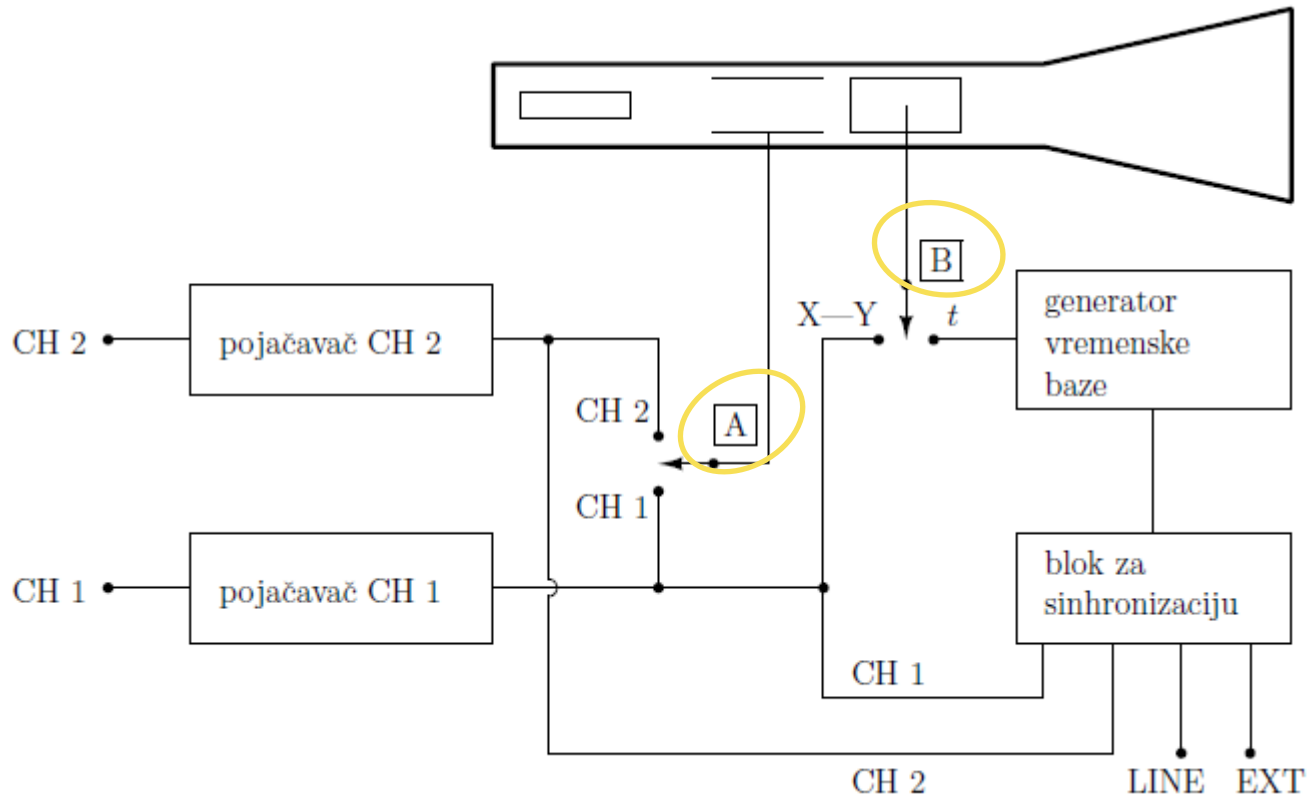 B
X—Y
t
generator
vremenske
baze
CH 2
pojačavač CH 2
CH 2
A
CH 1
CH 1
pojačavač CH 1
blok za
sinhronizaciju
CH 1
CH 2
LINE
EXT